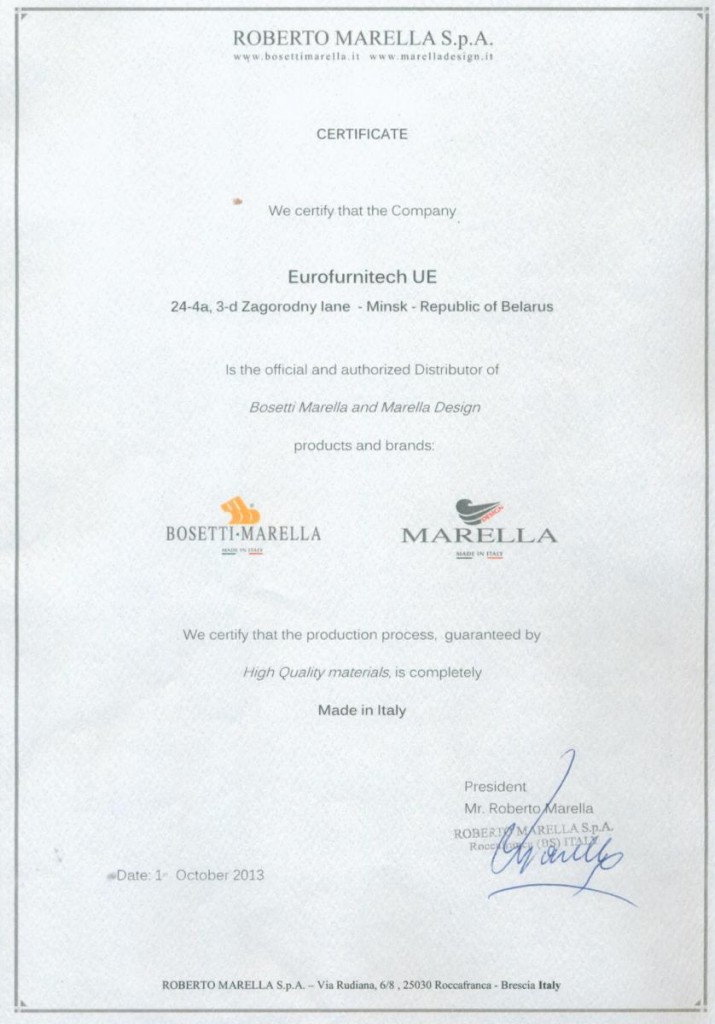 ROBERTO MARELLA S.p.A.
www.bosettimarella.it www.marelladesign.it
CERTIFICATE
We certify that the Company
Eurofurnitech UE
24-4a, 3-d Zagorodny lane - Minsk - Republic of Belarus
Is the official and authorized Distributor of
Bosetti Marella and Marella Design
products and brands:
BOSETTI·MARELLA
MADE IN ITALY
DESIGN
MARELLA
MADE IN ITALY
We certify that the production process, guaranteed by
High Quality materials, is completely
Made in Italy
President
Mr. Roberto Marella
ROBERTO MARELLA S.p.A.
(BS) ITALY
Date: 1 October 2013
ROBERTO MARELLA S.p.A. – Via Rudiana, 6/8 , 25030 Roccafranca - Brescia Italy